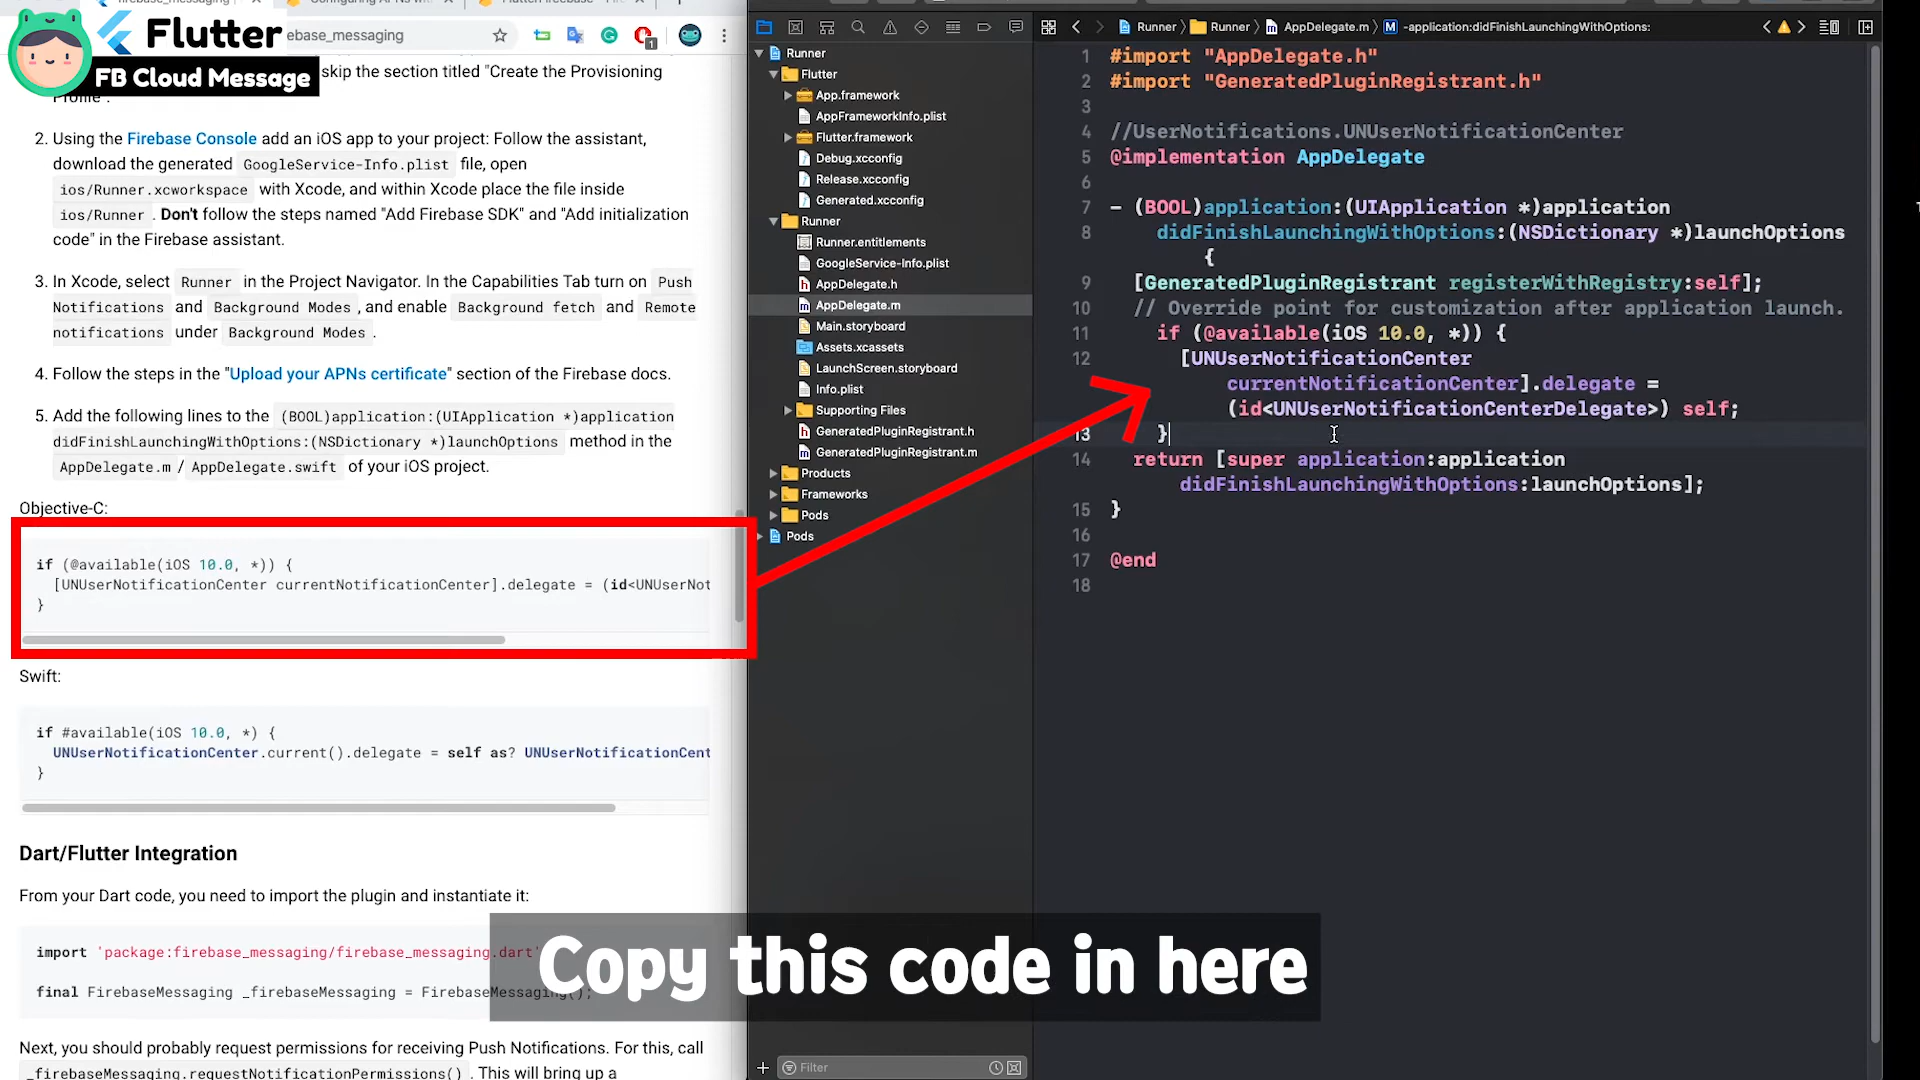 Flutter
FB Cloud Message
ebase_messaging
1
skip the section titled "Create the Provisioning
Profile".
2. Using the Firebase Console add an iOS app to your project: Follow the assistant,
download the generated GoogleService-Info.plist file, open
ios/Runner.xcworkspace with Xcode, and within Xcode place the file inside
ios/Runner . Don't follow the steps named "Add Firebase SDK" and "Add initialization
code" in the Firebase assistant.
3. In Xcode, select Runner in the Project Navigator. In the Capabilities Tab turn on Push
Notifications and Background Modes , and enable Background fetch and Remote
notifications under Background Modes .
4. Follow the steps in the "Upload your APNs certificate" section of the Firebase docs.
5. Add the following lines to the (BOOL)application:(UIApplication *)application
didFinishLaunchingWithOptions:(NSDictionary *)launchOptions method in the
AppDelegate.m / AppDelegate.swift of your iOS project.
Objective-C:
if (@available(iOS 10.0, *)) {
[UNUserNotificationCenter currentNotificationCenter].delegate = (id<UNUserNot
}
Swift:
if #available(iOS 10.0, *) {
UNUserNotificationCenter.current().delegate = self as? UNUserNotificationCent
}
Dart/Flutter Integration
From your Dart code, you need to import the plugin and instantiate it:
import 'package:firebase_messaging/firebase_messaging.dart'
final FirebaseMessaging _firebaseMessaging = FirebaseMessaging();
Next, you should probably request permissions for receiving Push Notifications. For this, call
_firebaseMessaging.requestNotificationPermissions() . This will bring up a
Runner
Flutter
App.framework
AppFrameworkInfo.plist
Flutter.framework
Debug.xcconfig
Release.xcconfig
Generated.xcconfig
Runner
Runner.entitlements
GoogleService-Info.plist
AppDelegate.h
AppDelegate.m
Main.storyboard
Assets.xcassets
LaunchScreen.storyboard
Info.plist
Supporting Files
GeneratedPluginRegistrant.h
GeneratedPluginRegistrant.m
Products
Frameworks
Pods
Pods
Filter
Runner Runner AppDelegate.m M -application:didFinishLaunchingWithOptions:
1 #import "AppDelegate.h"
2 #import "GeneratedPluginRegistrant.h"
3
4 //UserNotifications.UNUserNotificationCenter
5 @implementation AppDelegate
6
7 - (BOOL)application:(UIApplication *)application
8 didFinishLaunchingWithOptions:(NSDictionary *)launchOptions
{
9 [GeneratedPluginRegistrant registerWithRegistry:self];
10 // Override point for customization after application launch.
11 if (@available(iOS 10.0, *)) {
12 [UNUserNotificationCenter
currentNotificationCenter].delegate =
(id<UNUserNotificationCenterDelegate>) self;
13 }
14 return [super application:application
didFinishLaunchingWithOptions:launchOptions];
15 }
16
17 @end
18
Copy this code in here